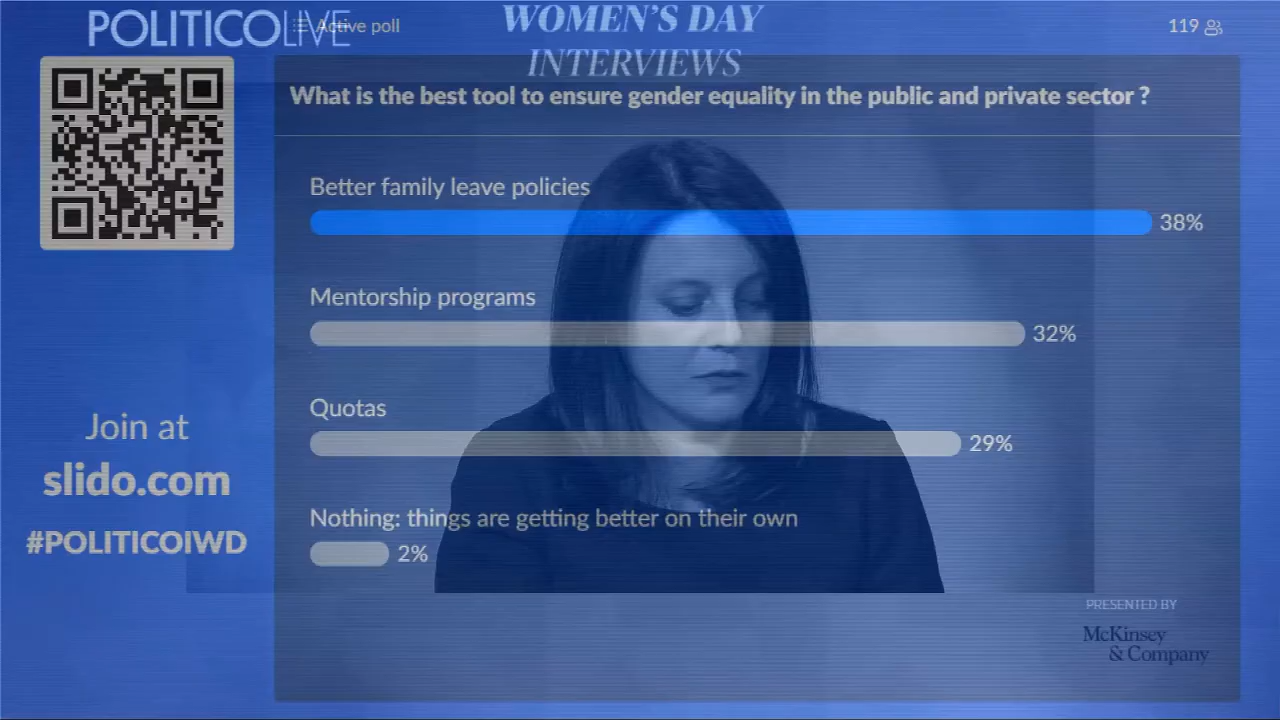 POLITICOLIVE
Active poll
WOMEN'S DAY
INTERVIEWS
119
What is the best tool to ensure gender equality in the public and private sector ?
Better family leave policies
38%
Mentorship programs
32%
Quotas
29%
Nothing: things are getting better on their own
2%
Join at
slido.com
#POLITICOIWD
PRESENTED BY
McKinsey
& Company